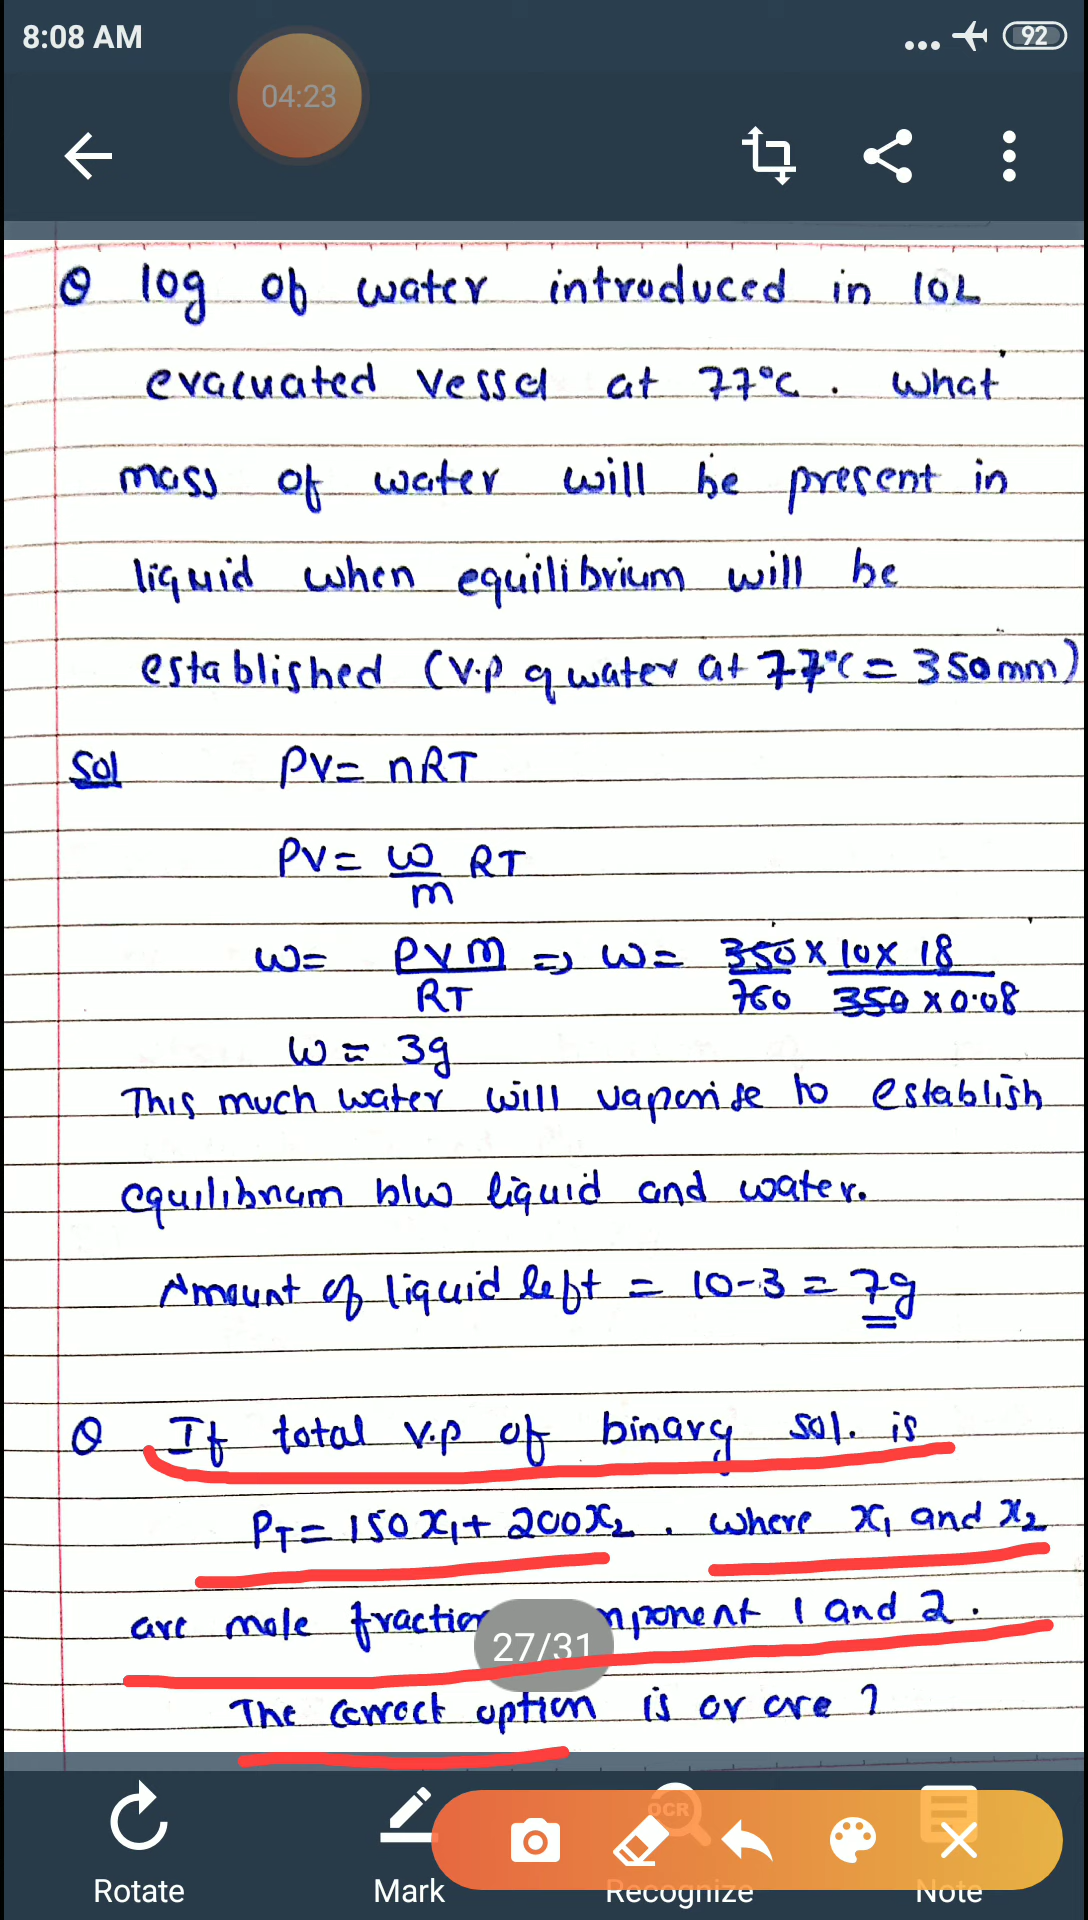 8:08 AM
92
04:23
Q 10g of water introduced in 10L
evacuated vessel at 77°C. What
mass of water will be present in
liquid when equilibrium will be
established (V.p of water at 77°C = 350mm)
Sol PV = nRT
PV = w/m RT
w = PVm/RT => w = 350/760 × 10 × 18/350 × 0.08
w = 3g
This much water will vaporise to establish
equilibrium b/w liquid and water.
Amount of liquid left = 10-3 = 7g
Q If total v.p of binary sol. is
PT = 150x1 + 200x2 . where x1 and x2
are mole fraction mponent 1 and 2.
27/31
The correct option is or are ?
OCR
Rotate Mark Recognize Note